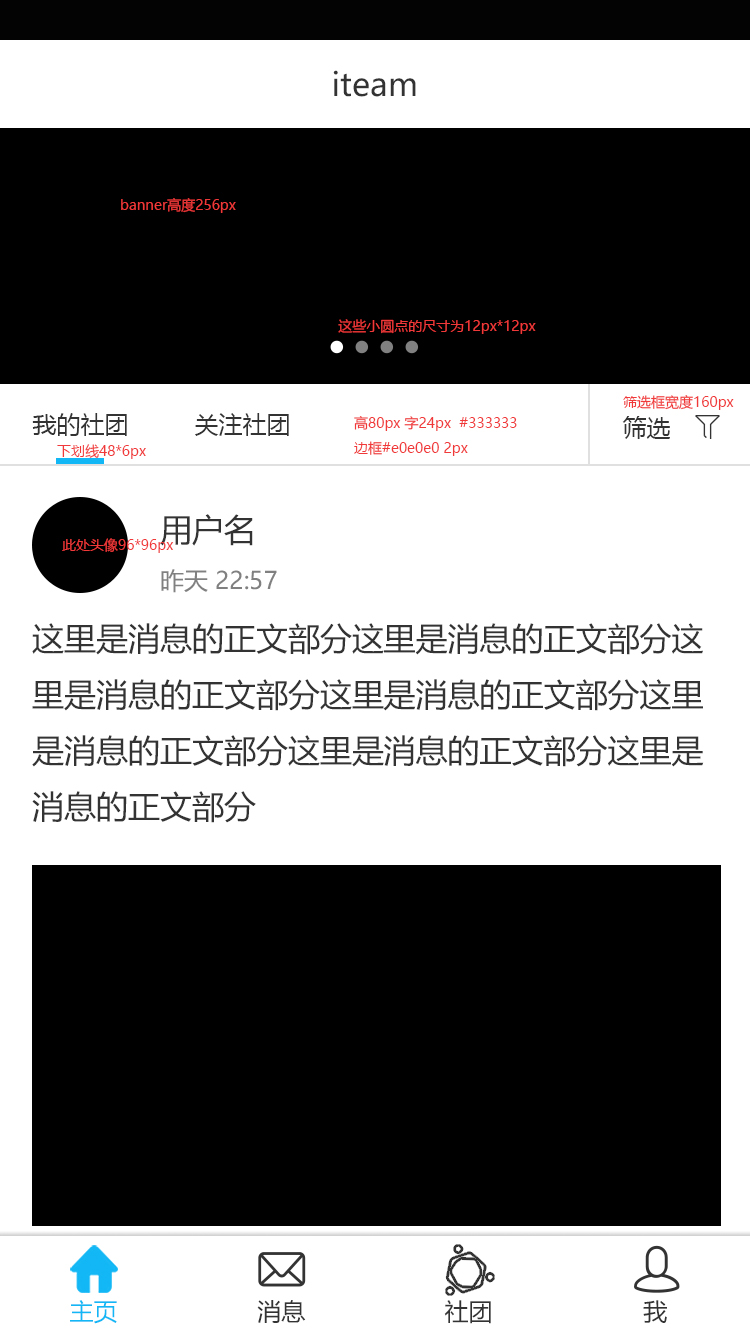 iteam
banner高度256px
这些小圆点的尺寸为12px*12px
我的社团
关注社团
高80px 字24px  #333333
边框#e0e0e0 2px
筛选框宽度160px
筛选
下划线48*6px
用户名
此处头像96*96px
昨天 22:57
这里是消息的正文部分这里是消息的正文部分这
里是消息的正文部分这里是消息的正文部分这里
是消息的正文部分这里是消息的正文部分这里是
消息的正文部分
主页
消息
社团
我